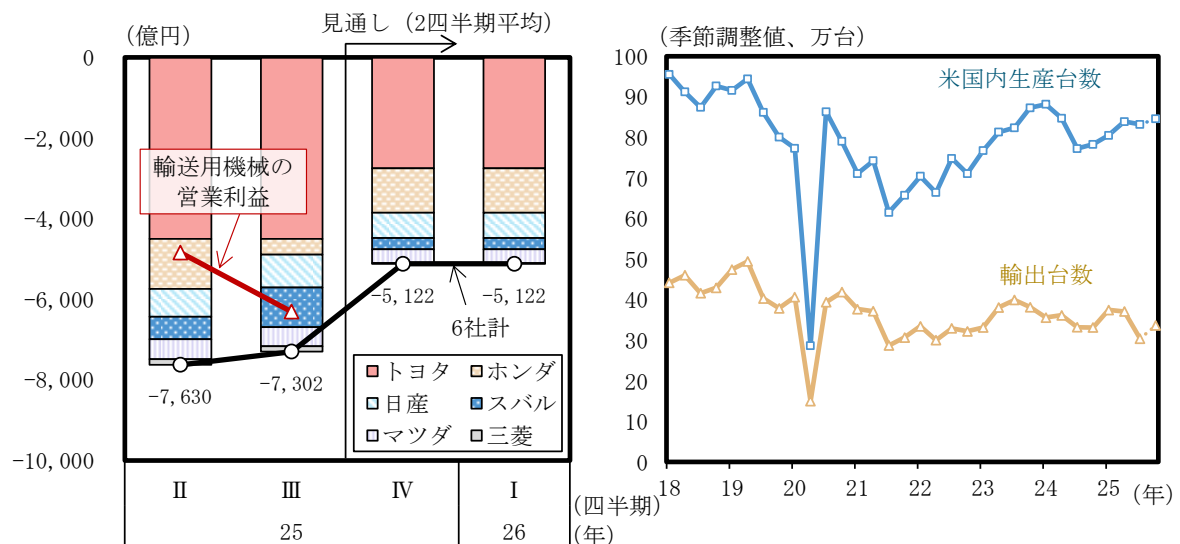 見通し（2四半期平均）
（億円）
0
-2,000
-4,000
-6,000
-8,000
-10,000
輸送用機械の
営業利益
-7,630
-7,302
-5,122
-5,122
6社計
トヨタ
ホンダ
日産
スバル
マツダ
三菱
Ⅱ
Ⅲ
Ⅳ
Ⅰ
(四半期)
25
26
(年)
（季節調整値、万台）
100
90
80
70
60
50
40
30
20
10
0
米国内生産台数
輸出台数
18
19
20
21
22
23
24
25
(年)